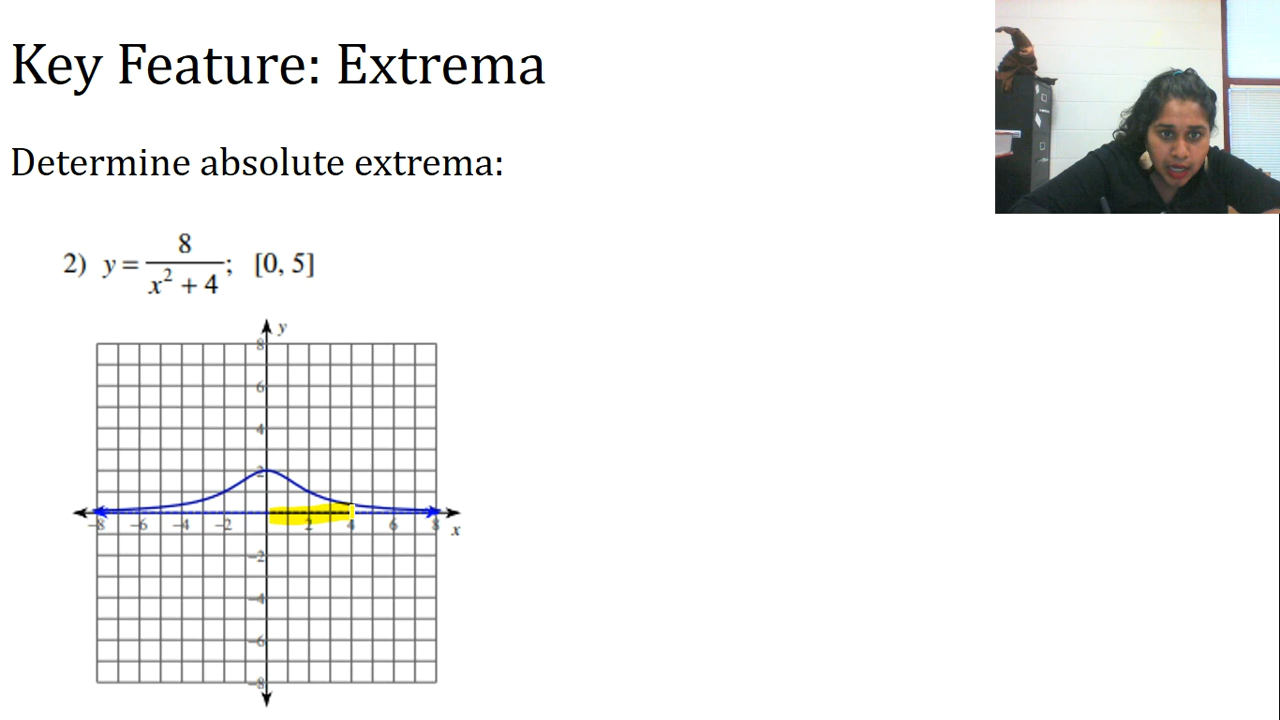 Key Feature: Extrema
Determine absolute extrema:
2) y = 8 / (x² + 4); [0, 5]
y
8
6
4
2
−8 −6 −4 −2 2 4 6 8
x
−2
−4
−6
−8